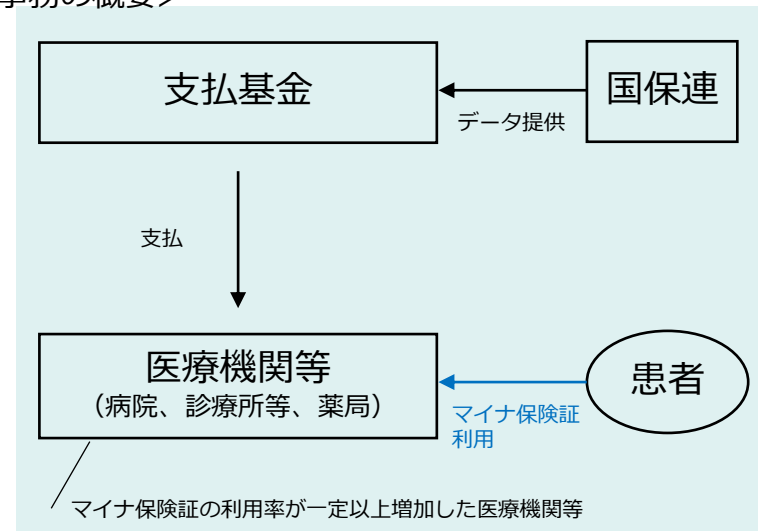 事務の概要＞
支払基金
国保連
データ提供
支払
医療機関等
（病院、診療所等、薬局）
患者
マイナ保険証
利用
マイナ保険証の利用率が一定以上増加した医療機関等